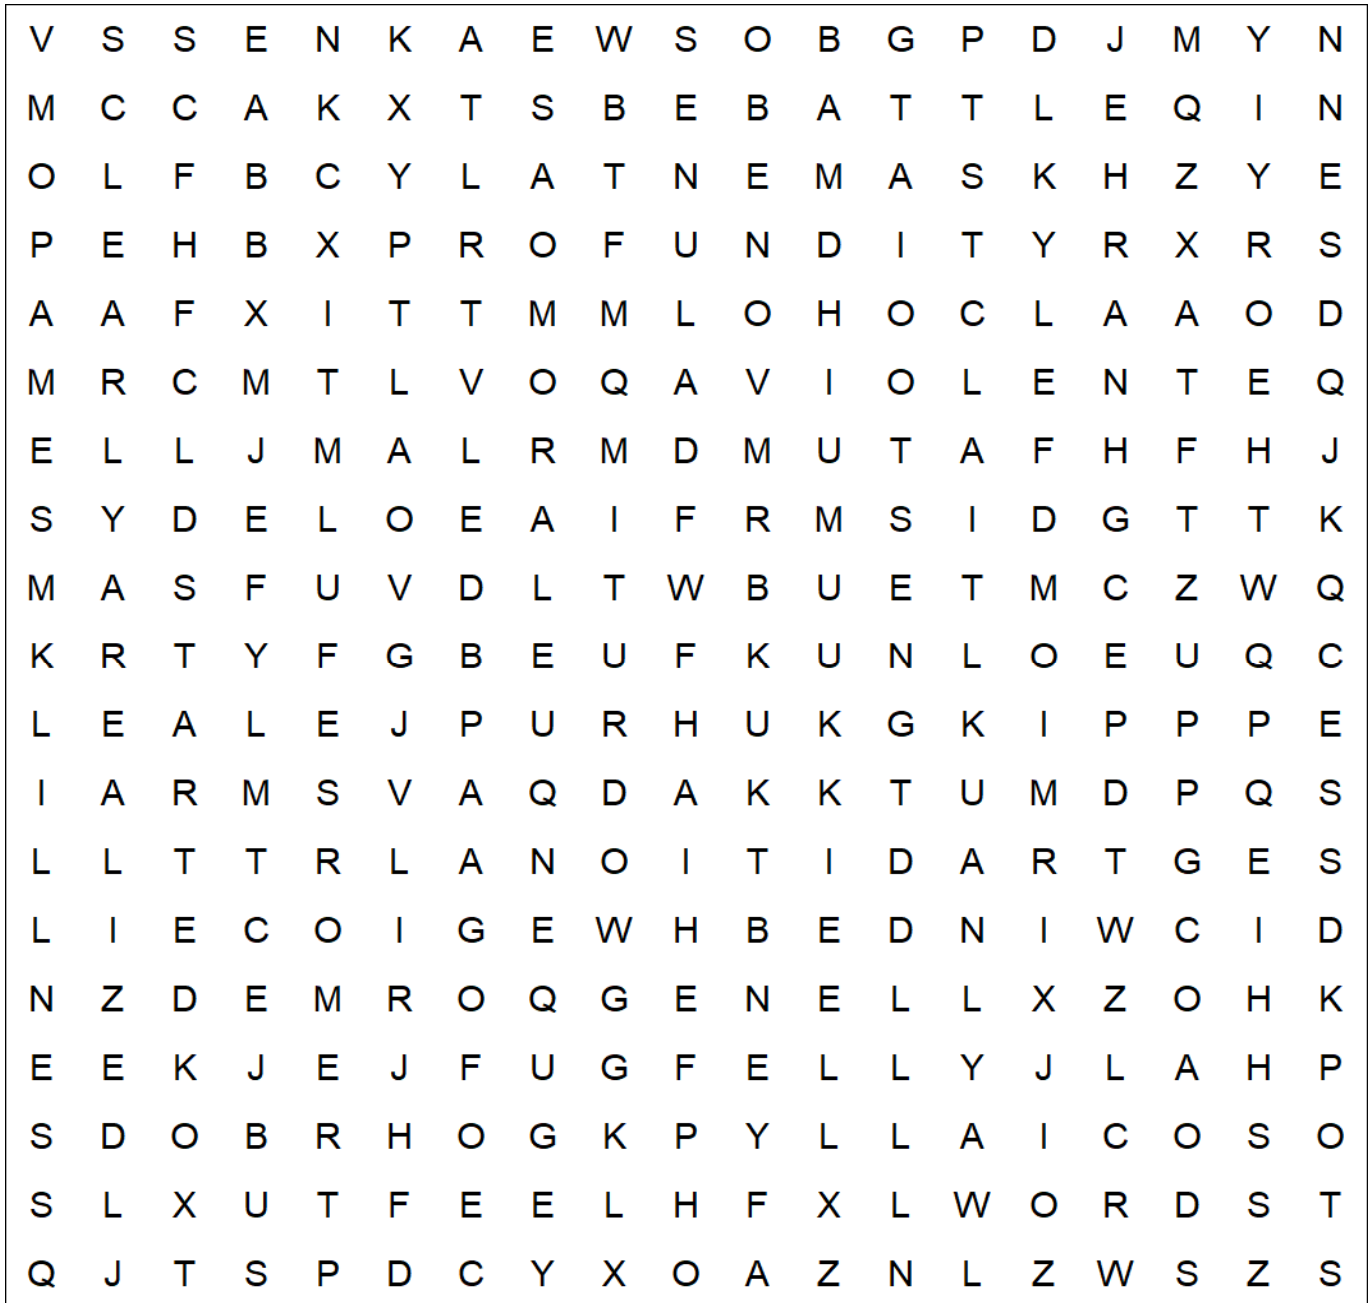 V S S E N K A E W S O B G P D J M Y N
M C C A K X T S B E B A T T L E Q I N
O L F B C Y L A T N E M A S K H Z Y E
P E H B X P R O F U N D I T Y R X R S
A A F X I T T M M L O H O C L A A O D
M R C M T L V O Q A V I O L E N T E Q
E L L J M A L R M D M U T A F H F H J
S Y D E L O E A I F R M S I D G T T K
M A S F U V D L T W B U E T M C Z W Q
K R T Y F G B E U F K U N L O E U Q C
L E A L E J P U R H U K G K I P P P E
I A R M S V A Q D A K K T U M D P Q S
L L T T R L A N O I T I D A R T G E S
L I E C O I G E W H B E D N I W C I D
N Z D E M R O Q G E N E L L X Z O H K
E E K J E J F U G F E L L Y J L A H P
S D O B R H O G K P Y L L A I C O S O
S L X U T F E E L H F X L W O R D S T
Q J T S P D C Y X O A Z N L Z W S Z S